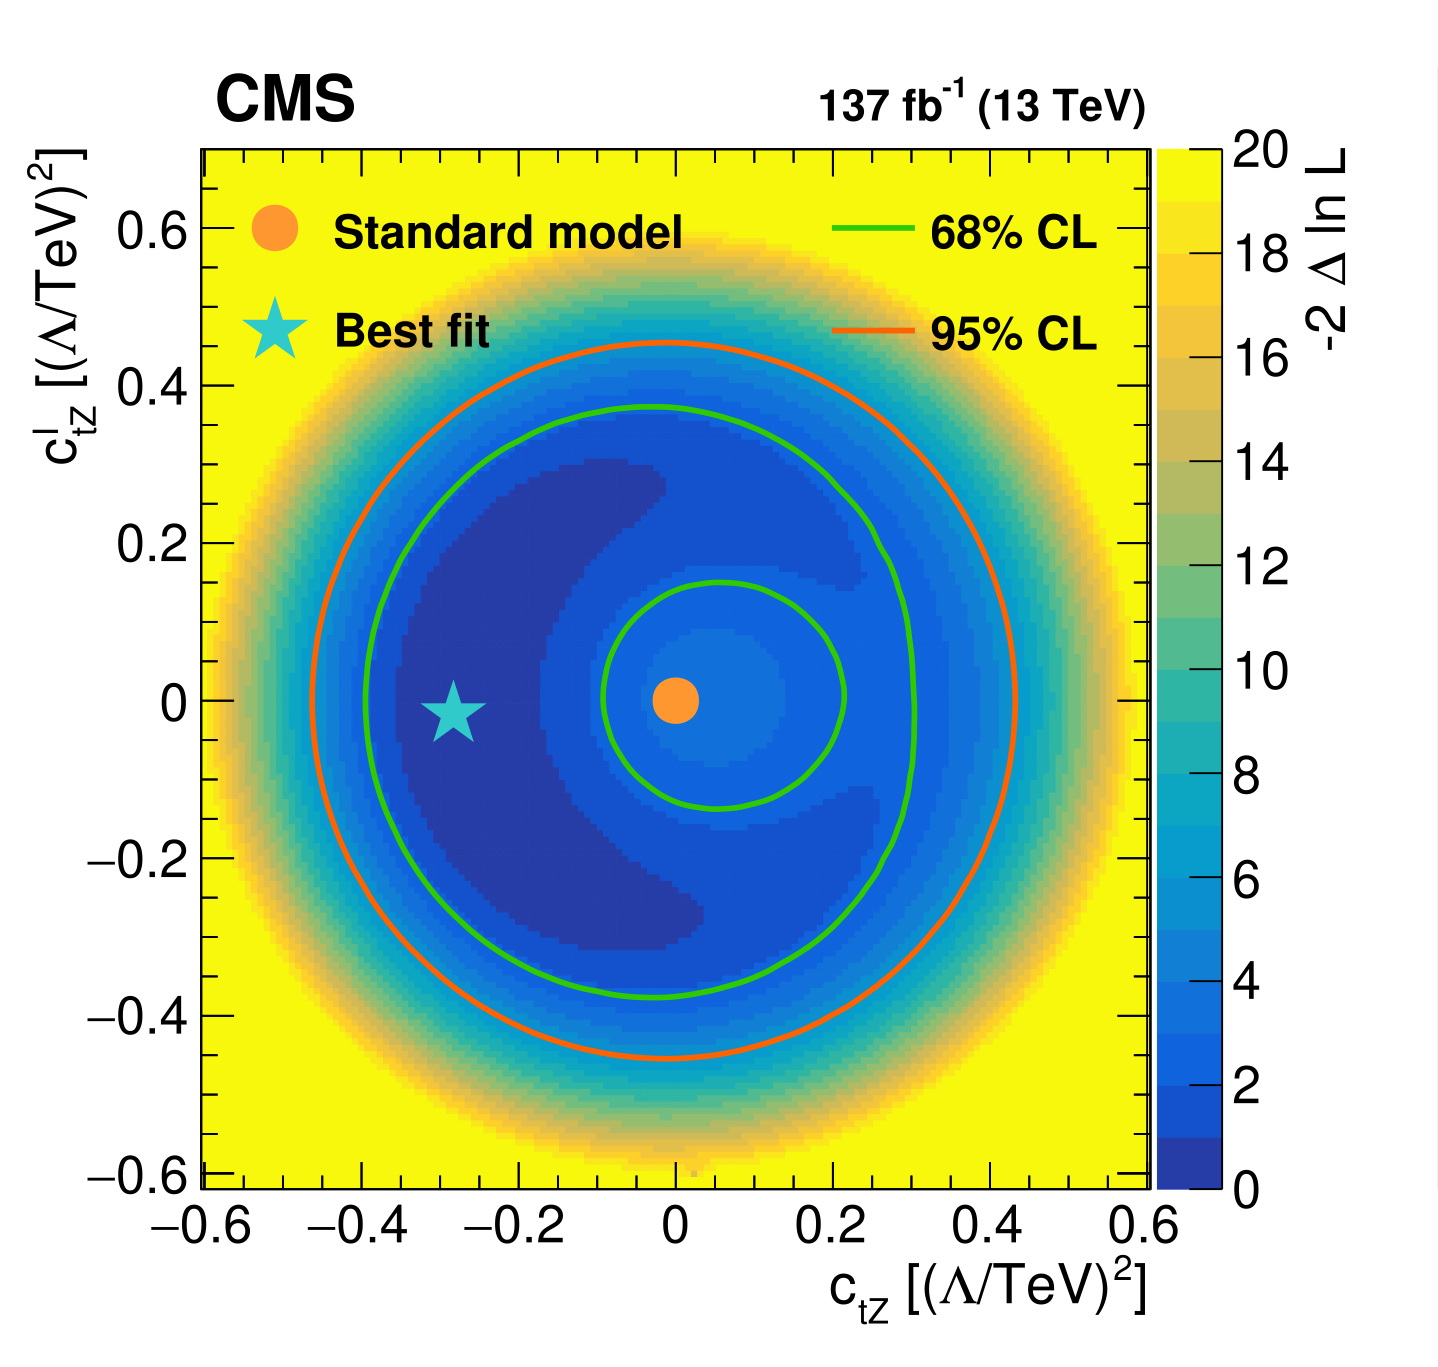 CMS
137 fb⁻¹ (13 TeV)
Standard model
68% CL
Best fit
95% CL
c^I_tZ [(Λ/TeV)²]
0.6
0.4
0.2
0
−0.2
−0.4
−0.6
−0.6 −0.4 −0.2 0 0.2 0.4 0.6
c_tZ [(Λ/TeV)²]
20
18
16
14
12
10
8
6
4
2
0
-2 Δ ln L